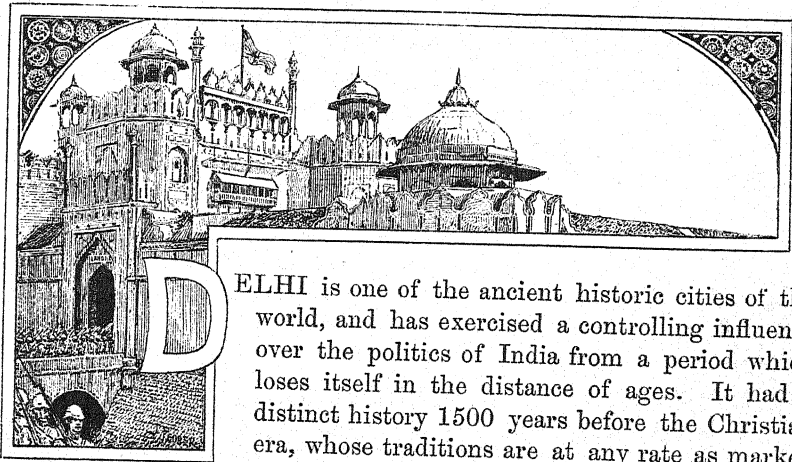 DELHI is one of the ancient historic cities of
world, and has exercised a controlling
over the politics of India from a period
loses itself in the distance of ages. It had
distinct history 1500 years before the
era, whose traditions are at any rate as